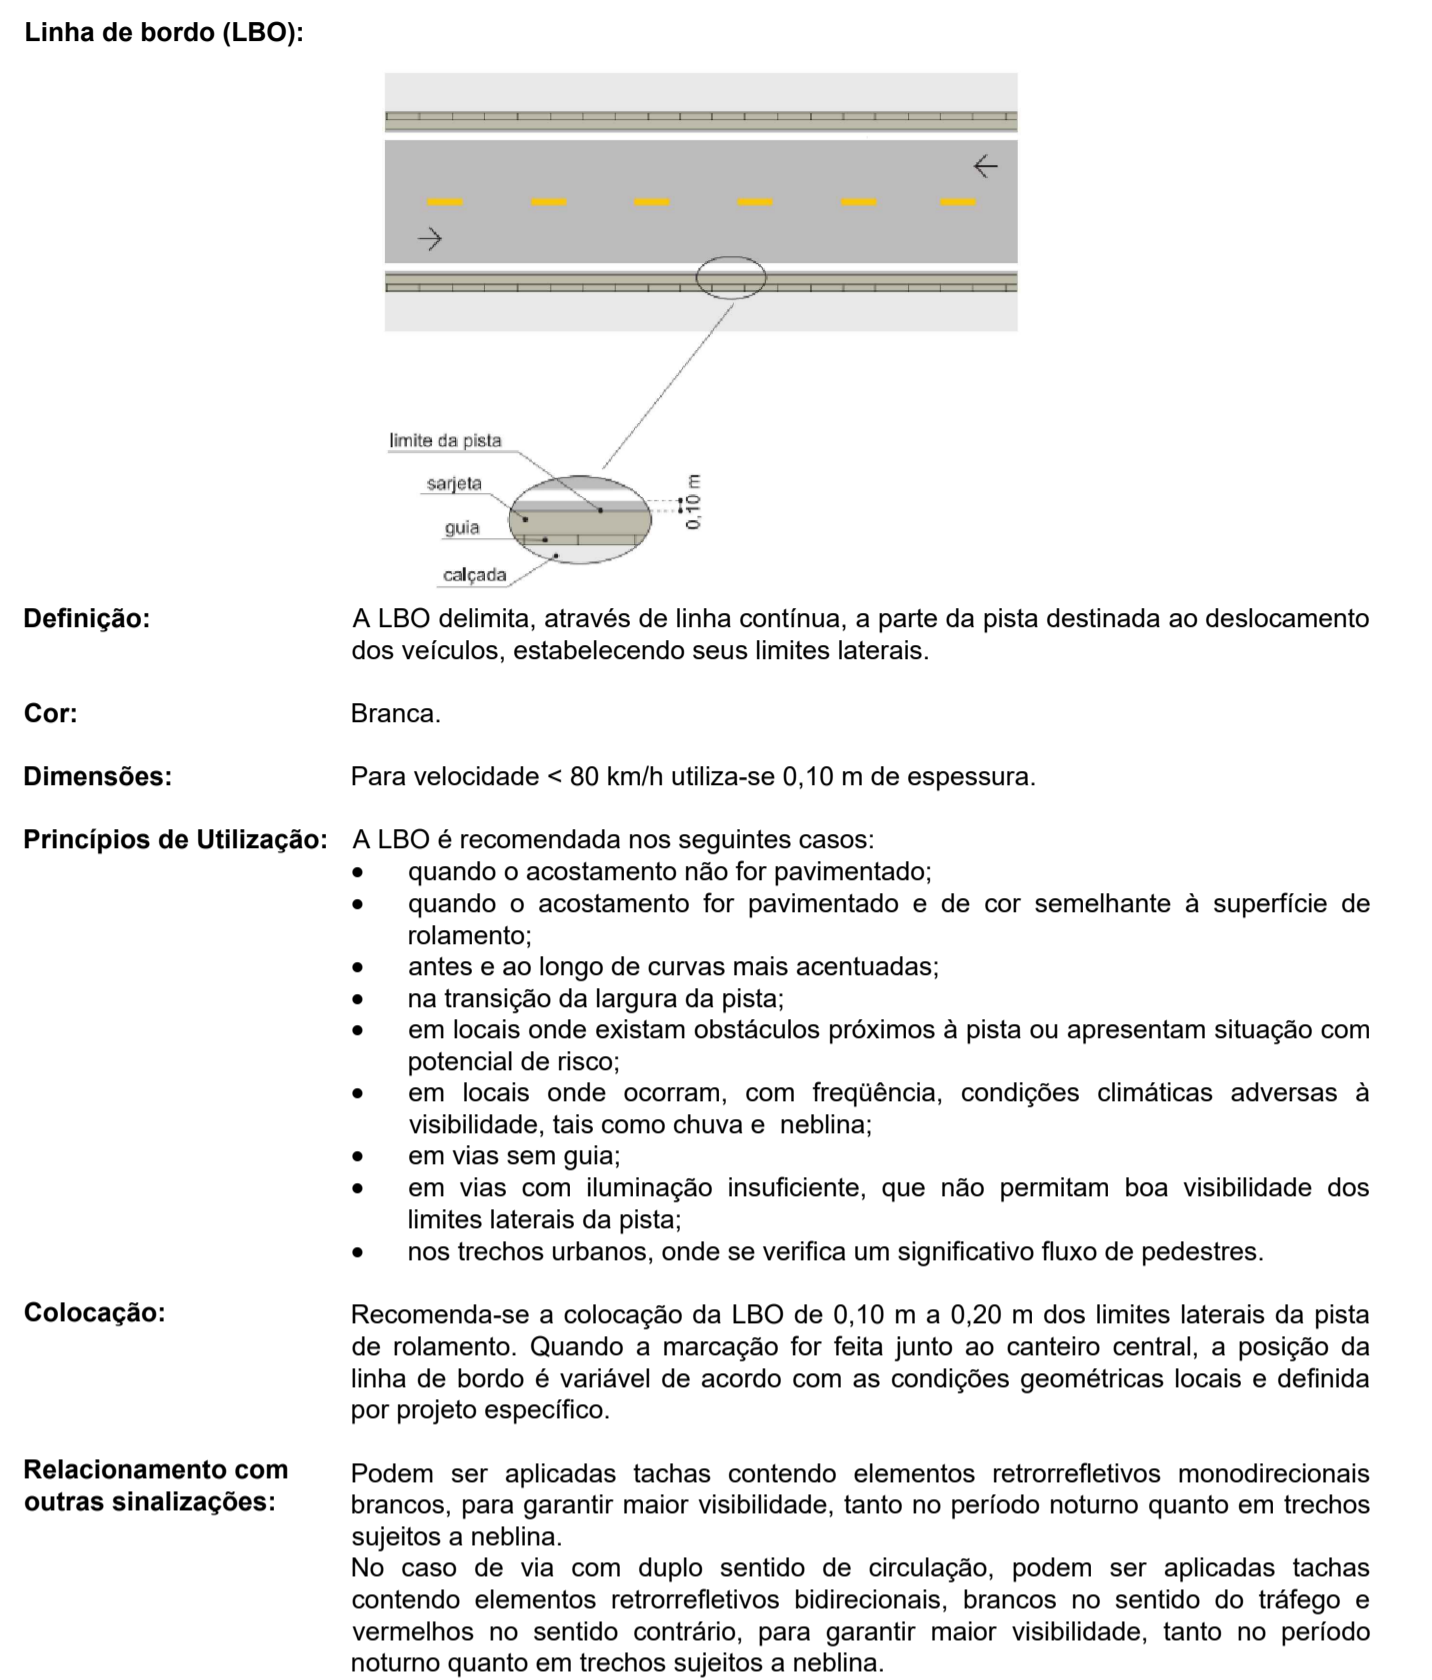 Linha de bordo (LBO):
limite da pista
sarjeta
guia
calçada
0,10 m
Definição: A LBO delimita, através de linha contínua, a parte da pista destinada ao deslocamento
dos veículos, estabelecendo seus limites laterais.
Cor: Branca.
Dimensões: Para velocidade < 80 km/h utiliza-se 0,10 m de espessura.
Princípios de Utilização: A LBO é recomendada nos seguintes casos:
• quando o acostamento não for pavimentado;
• quando o acostamento for pavimentado e de cor semelhante à superfície de
rolamento;
• antes e ao longo de curvas mais acentuadas;
• na transição da largura da pista;
• em locais onde existam obstáculos próximos à pista ou apresentam situação com
potencial de risco;
• em locais onde ocorram, com freqüência, condições climáticas adversas à
visibilidade, tais como chuva e neblina;
• em vias sem guia;
• em vias com iluminação insuficiente, que não permitam boa visibilidade dos
limites laterais da pista;
• nos trechos urbanos, onde se verifica um significativo fluxo de pedestres.
Colocação: Recomenda-se a colocação da LBO de 0,10 m a 0,20 m dos limites laterais da pista
de rolamento. Quando a marcação for feita junto ao canteiro central, a posição da
linha de bordo é variável de acordo com as condições geométricas locais e definida
por projeto específico.
Relacionamento com
outras sinalizações:
Podem ser aplicadas tachas contendo elementos retrorrefletivos monodirecionais
brancos, para garantir maior visibilidade, tanto no período noturno quanto em trechos
sujeitos a neblina.
No caso de via com duplo sentido de circulação, podem ser aplicadas tachas
contendo elementos retrorrefletivos bidirecionais, brancos no sentido do tráfego e
vermelhos no sentido contrário, para garantir maior visibilidade, tanto no período
noturno quanto em trechos sujeitos a neblina.